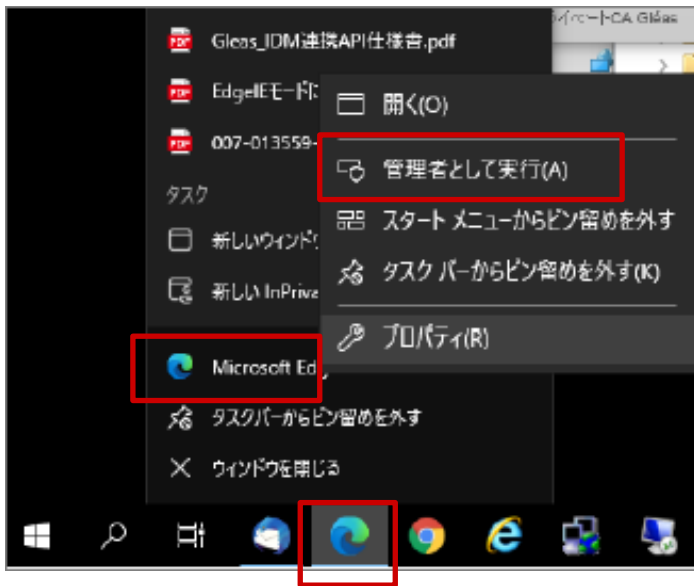 Gleas_IDM連携API仕様書.pdf
ライベートCA Gléas
EdgeIEモードに
開く(O)
007-013559-
管理者として実行(A)
タスク
スタート メニューからピン留めを外す
新しいウィンドウ
タスク バーからピン留めを外す(K)
新しい InPriva
プロパティ(R)
Microsoft Ed
タスクバーからピン留めを外す
ウィンドウを閉じる